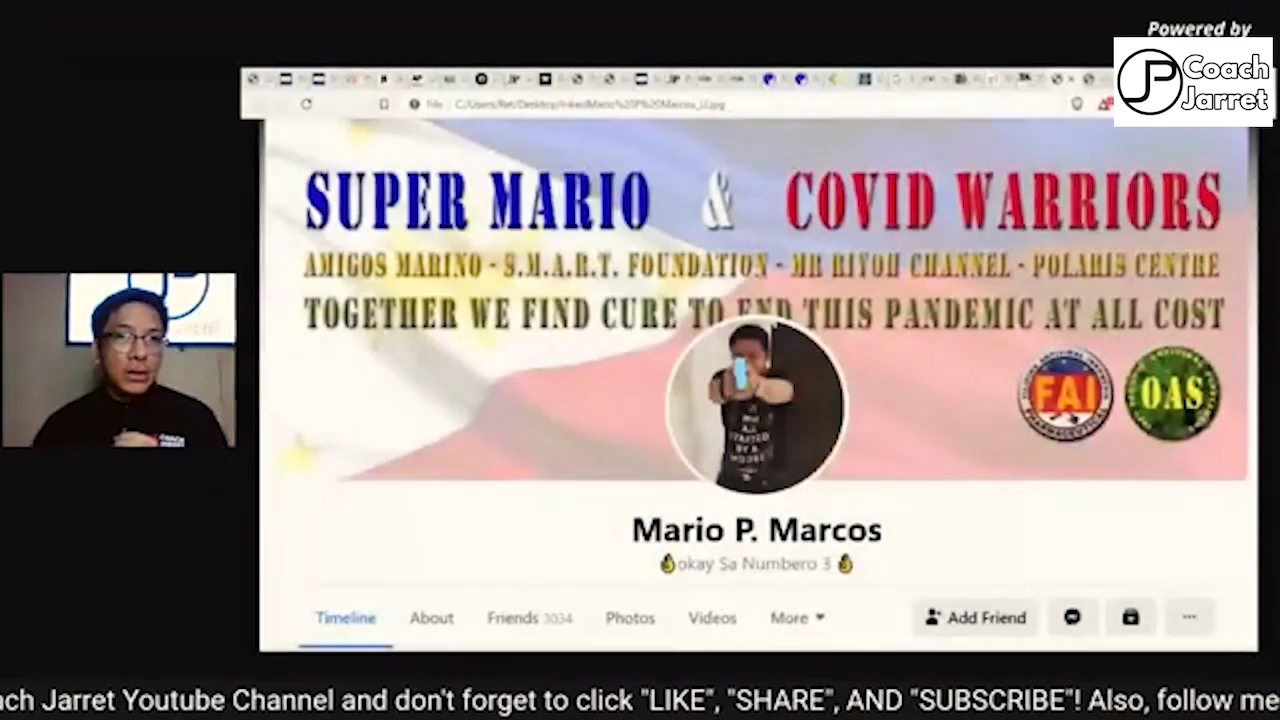 Powered by
JP Coach
Jarret
SUPER MARIO & COVID WARRIORS
AMIGOS MARINO - S.M.A.R.T. FOUNDATION - MR RIYOH CHANNEL - POLARIS CENTRE
TOGETHER WE FIND CURE TO END THIS PANDEMIC AT ALL COST
FAI
OAS
Mario P. Marcos
👌okay Sa Numbero 3👌
Timeline About Friends 3034 Photos Videos More Add Friend
ach Jarret Youtube Channel and don't forget to click "LIKE", "SHARE", AND "SUBSCRIBE"! Also, follow me